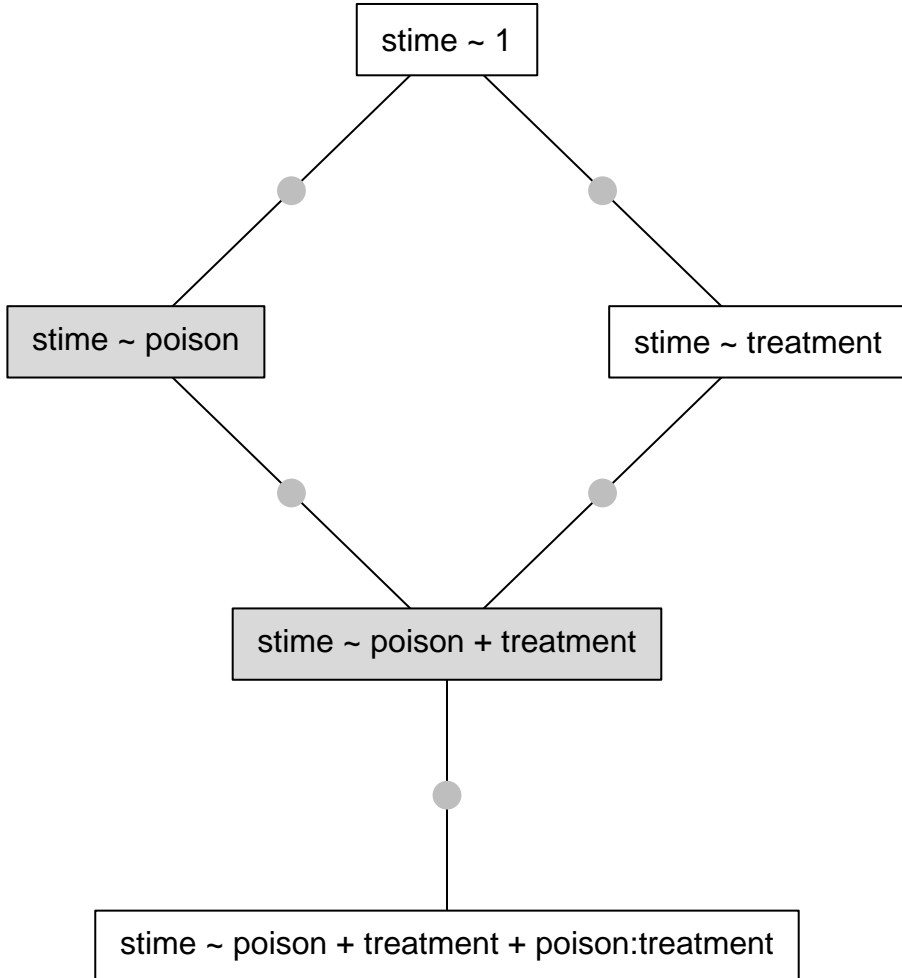 stime ~ 1
stime ~ poison
stime ~ treatment
stime ~ poison + treatment
stime ~ poison + treatment + poison:treatment